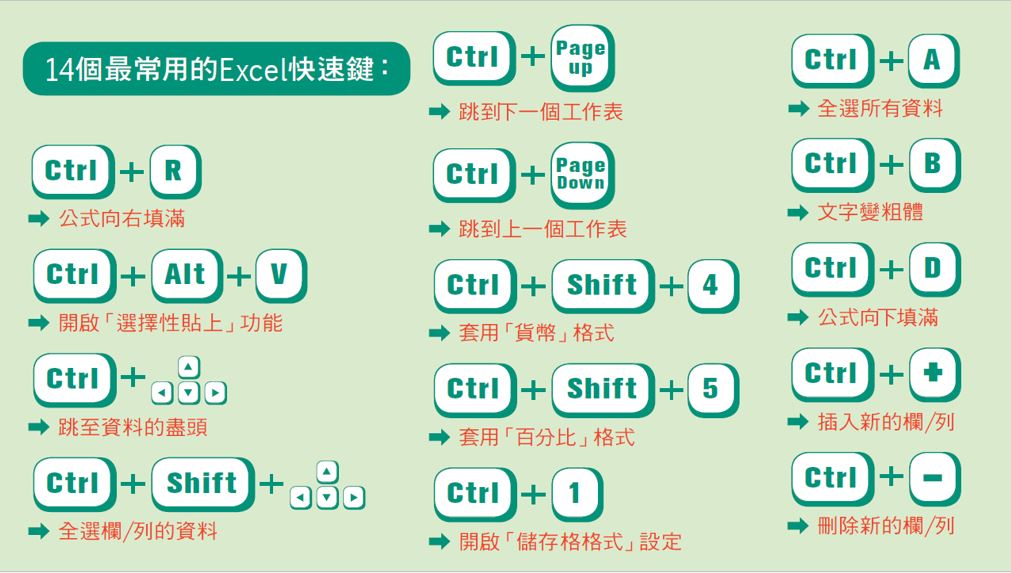 14個最常用的Excel快速鍵：
Ctrl + R
➡ 公式向右填滿
Ctrl + Alt + V
➡ 開啟「選擇性貼上」功能
Ctrl + ▲ ◀ ▼ ▶
➡ 跳至資料的盡頭
Ctrl + Shift + ▲ ◀ ▼ ▶
➡ 全選欄/列的資料
Ctrl + Page up
➡ 跳到下一個工作表
Ctrl + Page Down
➡ 跳到上一個工作表
Ctrl + Shift + 4
➡ 套用「貨幣」格式
Ctrl + Shift + 5
➡ 套用「百分比」格式
Ctrl + 1
➡ 開啟「儲存格格式」設定
Ctrl + A
➡ 全選所有資料
Ctrl + B
➡ 文字變粗體
Ctrl + D
➡ 公式向下填滿
Ctrl + +
➡ 插入新的欄/列
Ctrl + −
➡ 刪除新的欄/列